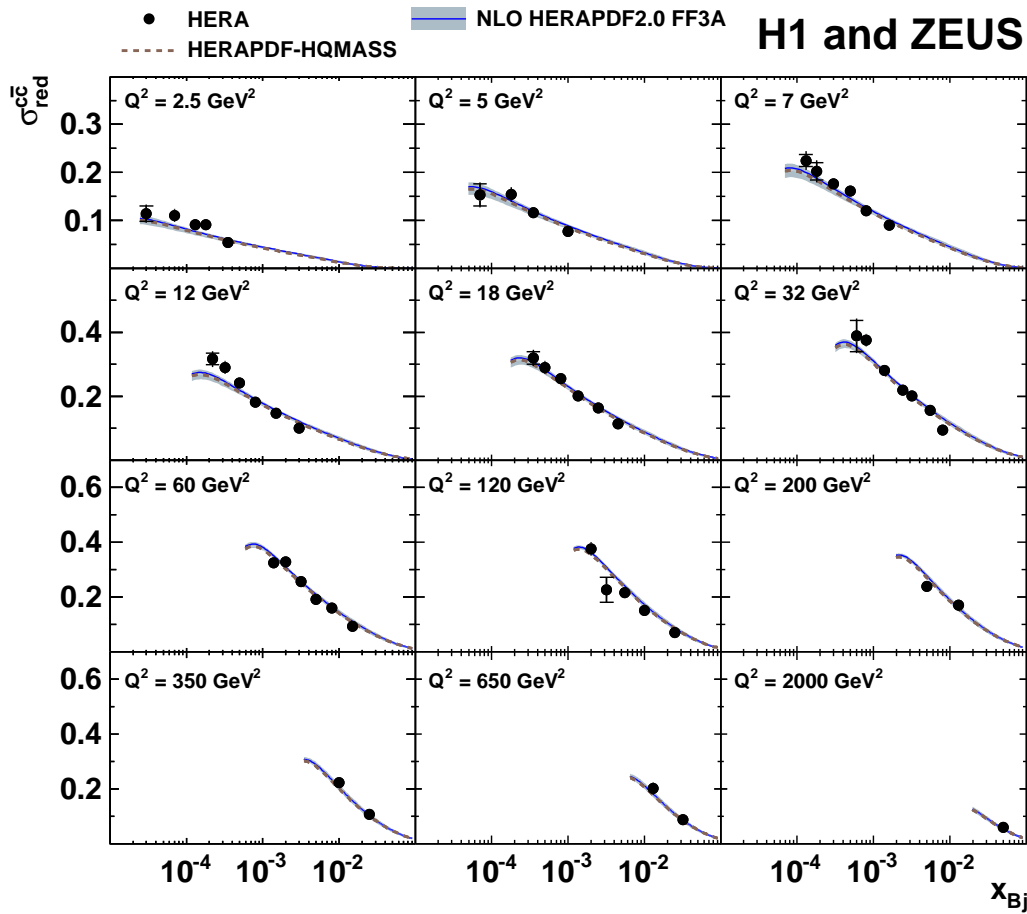 HERA
NLO HERAPDF2.0 FF3A
HERAPDF-HQMASS
H1 and ZEUS
σ_red^{cc̄}
Q² = 2.5 GeV²
Q² = 5 GeV²
Q² = 7 GeV²
0.3
0.2
0.1
Q² = 12 GeV²
Q² = 18 GeV²
Q² = 32 GeV²
0.4
0.2
Q² = 60 GeV²
Q² = 120 GeV²
Q² = 200 GeV²
0.6
0.4
0.2
Q² = 350 GeV²
Q² = 650 GeV²
Q² = 2000 GeV²
0.6
0.4
0.2
10⁻⁴ 10⁻³ 10⁻² 10⁻⁴ 10⁻³ 10⁻² 10⁻⁴ 10⁻³ 10⁻²
x_Bj